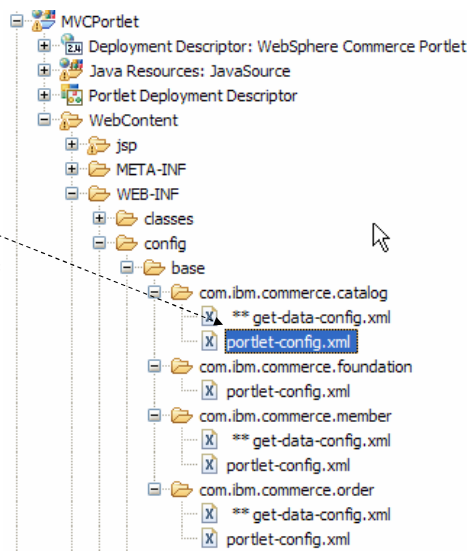 MVCPortlet
2.4 Deployment Descriptor: WebSphere Commerce Portlet
Java Resources: JavaSource
Portlet Deployment Descriptor
WebContent
jsp
META-INF
WEB-INF
classes
config
base
com.ibm.commerce.catalog
X ** get-data-config.xml
X portlet-config.xml
com.ibm.commerce.foundation
X portlet-config.xml
com.ibm.commerce.member
X ** get-data-config.xml
X portlet-config.xml
com.ibm.commerce.order
X ** get-data-config.xml
X portlet-config.xml